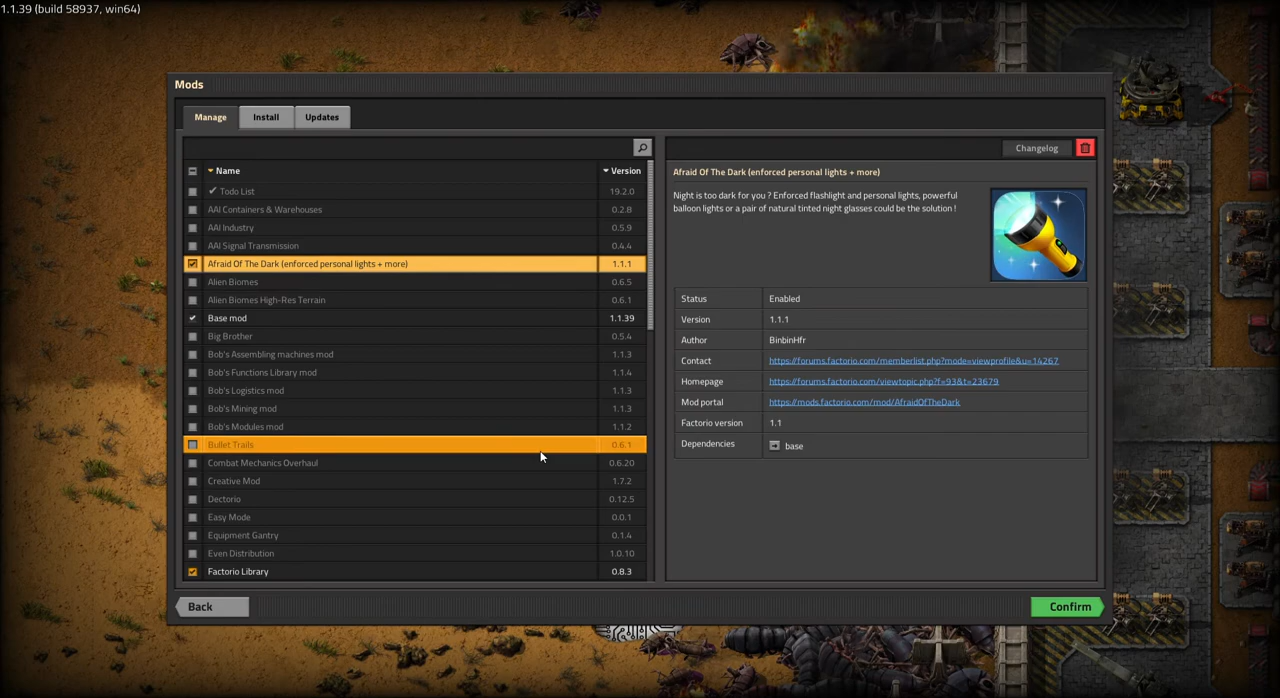 1.1.39 (build 58937, win64)
Mods
Manage Install Updates
Name Version
✔ Todo List 19.2.0
AAI Containers & Warehouses 0.2.8
AAI Industry 0.5.9
AAI Signal Transmission 0.4.4
Afraid Of The Dark (enforced personal lights + more) 1.1.1
Alien Biomes 0.6.5
Alien Biomes High-Res Terrain 0.6.1
Base mod 1.1.39
Big Brother 0.5.4
Bob's Assembling machines mod 1.1.3
Bob's Functions Library mod 1.1.4
Bob's Logistics mod 1.1.3
Bob's Mining mod 1.1.3
Bob's Modules mod 1.1.2
Bullet Trails 0.6.1
Combat Mechanics Overhaul 0.6.20
Creative Mod 1.7.2
Dectorio 0.12.5
Easy Mode 0.0.1
Equipment Gantry 0.1.4
Even Distribution 1.0.10
Factorio Library 0.8.3
Changelog
Afraid Of The Dark (enforced personal lights + more)
Night is too dark for you ? Enforced flashlight and personal lights, powerful
balloon lights or a pair of natural tinted night glasses could be the solution !
Status Enabled
Version 1.1.1
Author BinbinHfr
Contact https://forums.factorio.com/memberlist.php?mode=viewprofile&u=14267
Homepage https://forums.factorio.com/viewtopic.php?f=93&t=23679
Mod portal https://mods.factorio.com/mod/AfraidOfTheDark
Factorio version 1.1
Dependencies base
Back
Confirm